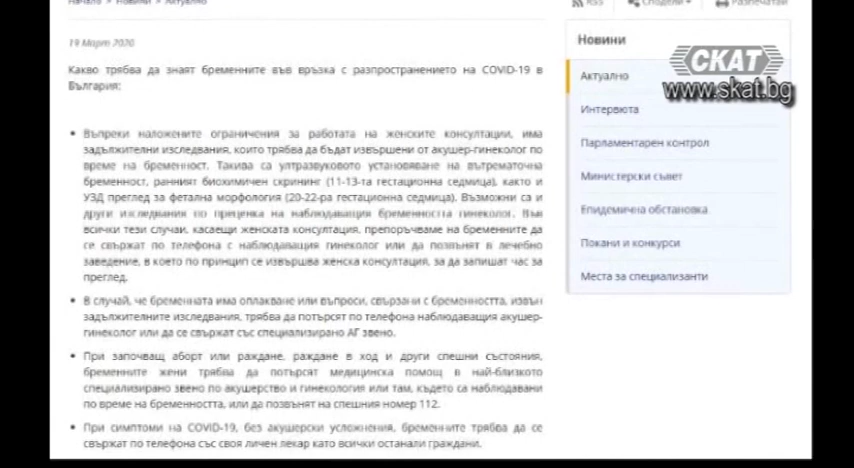 Начало > Новини > Актуално
RSS
Сподели
Разпечатай
19 Март 2020
Какво трябва да знаят бременните във връзка с разпространението на COVID-19 в
България:
• Въпреки наложените ограничения за работата на женските консултации, има
задължителни изследвания, които трябва да бъдат извършени от акушер-гинеколог по
време на бременност. Такива са ултразвуковото установяване на вътрематочна
бременност, ранният биохимичен скрининг (11-13-та гестационна седмица), както и
УЗД преглед за фетална морфология (20-22-ра гестационна седмица). Възможни са и
други изследвания по преценка на наблюдаващия бременността гинеколог. Във
всички тези случаи, касаещи женската консултация, препоръчваме на бременните да
се свържат по телефона с наблюдаващия гинеколог или да позвънят в лечебно
заведение, в което по принцип се извършва женска консултация, за да запишат час за
преглед.
• В случай, че бременната има оплакване или въпроси, свързани с бременността, извън
задължителните изследвания, трябва да потърсят по телефона наблюдаващия акушер-
гинеколог или да се свържат със специализирано АГ звено.
• При започващ аборт или раждане, раждане в ход и други спешни състояния,
бременните жени трябва да потърсят медицинска помощ в най-близкото
специализирано звено по акушерство и гинекология или там, където са наблюдавани
по време на бременността, или да позвънят на спешния номер 112.
• При симптоми на COVID-19, без акушерски усложнения, бременните трябва да се
свържат по телефона със своя личен лекар като всички останали граждани.
Новини
Актуално
Интервюта
Парламентарен контрол
Министерски съвет
Епидемична обстановка
Покани и конкурси
Места за специализанти
СКАТ
www.skat.bg